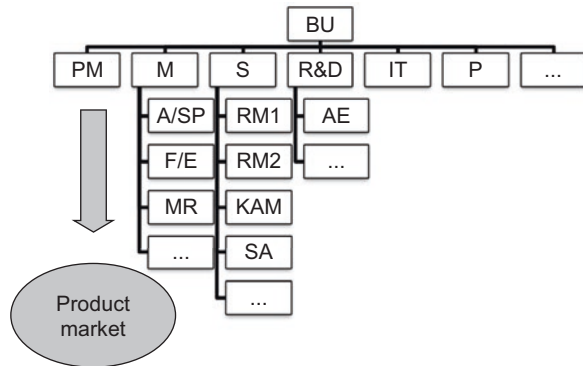 BU
PM M S R&D IT P ...
A/SP RM1 AE
F/E RM2 ...
MR KAM
... SA
...
Product
market